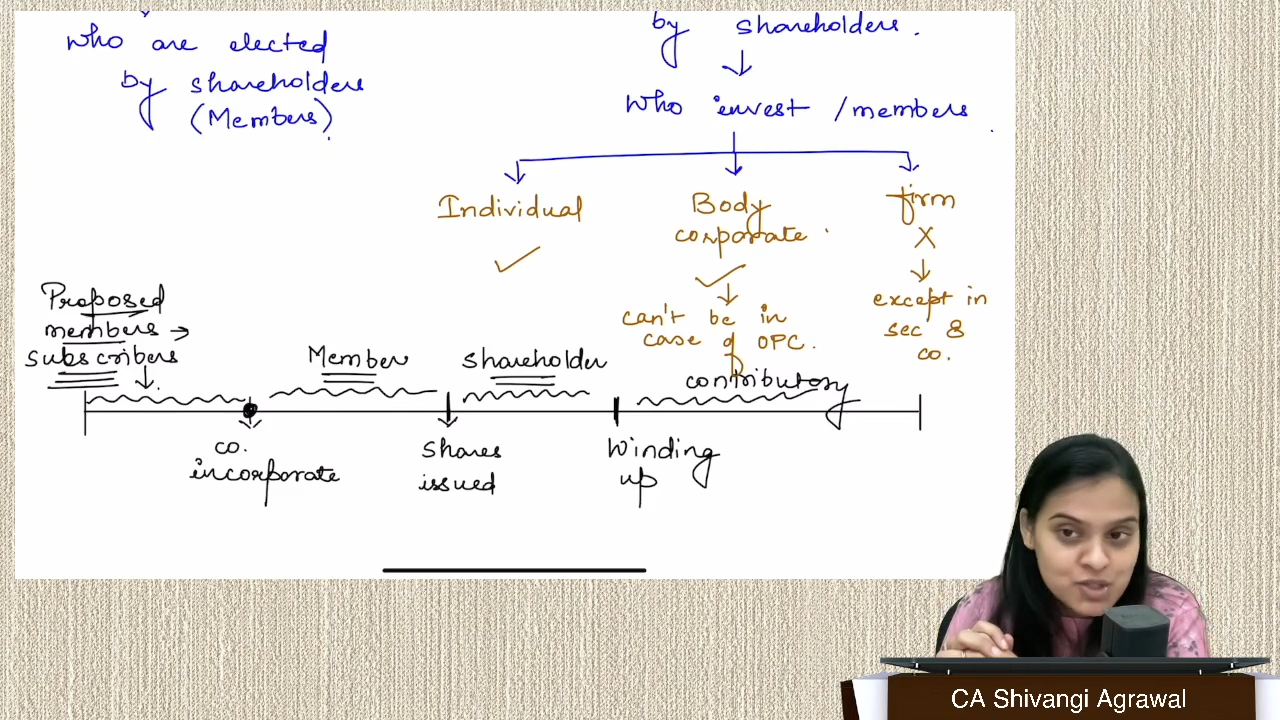 who are elected
by shareholders
(Members).
by shareholders.
who invest / members
Individual
Body
corporate.
can't be in
case of OPC.
firm
X
except in
sec 8
co.
Proposed
members →
subscribers
Member
shareholder
contributory
co.
incorporate
shares
issued
Winding
up
CA Shivangi Agrawal